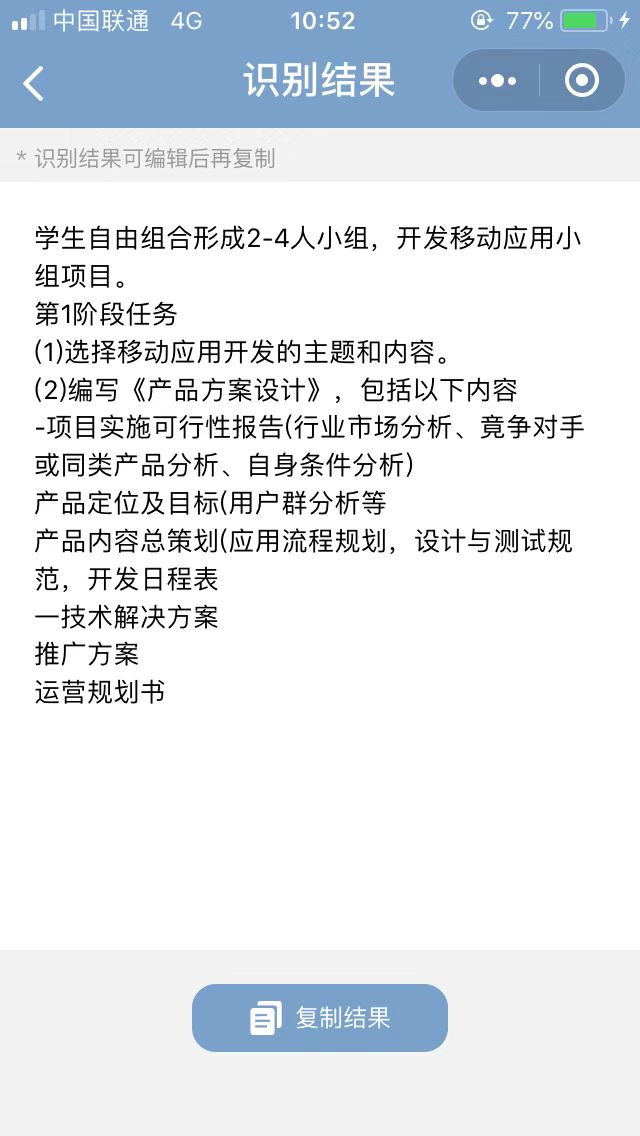 中国联通 4G 10:52 77%
识别结果
* 识别结果可编辑后再复制
学生自由组合形成2-4人小组，开发移动应用小
组项目。
第1阶段任务
(1)选择移动应用开发的主题和内容。
(2)编写《产品方案设计》，包括以下内容
-项目实施可行性报告(行业市场分析、竟争对手
或同类产品分析、自身条件分析)
产品定位及目标(用户群分析等
产品内容总策划(应用流程规划，设计与测试规
范，开发日程表
一技术解决方案
推广方案
运营规划书
复制结果